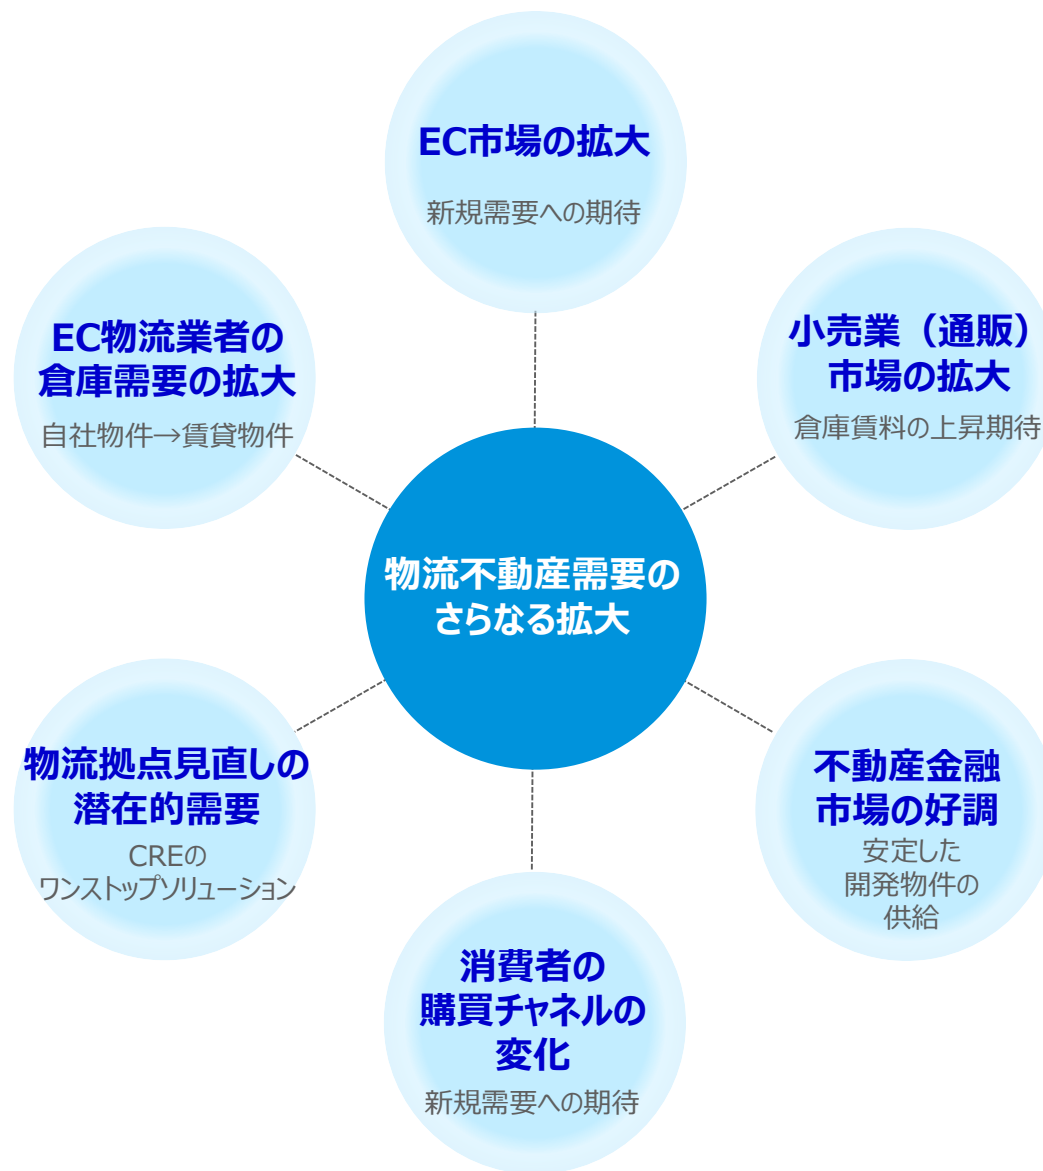 EC市場の拡大
新規需要への期待
EC物流業者の
倉庫需要の拡大
自社物件→賃貸物件
小売業（通販）
市場の拡大
倉庫賃料の上昇期待
物流不動産需要の
さらなる拡大
物流拠点見直しの
潜在的需要
CREの
ワンストップソリューション
不動産金融
市場の好調
安定した
開発物件の
供給
消費者の
購買チャネルの
変化
新規需要への期待